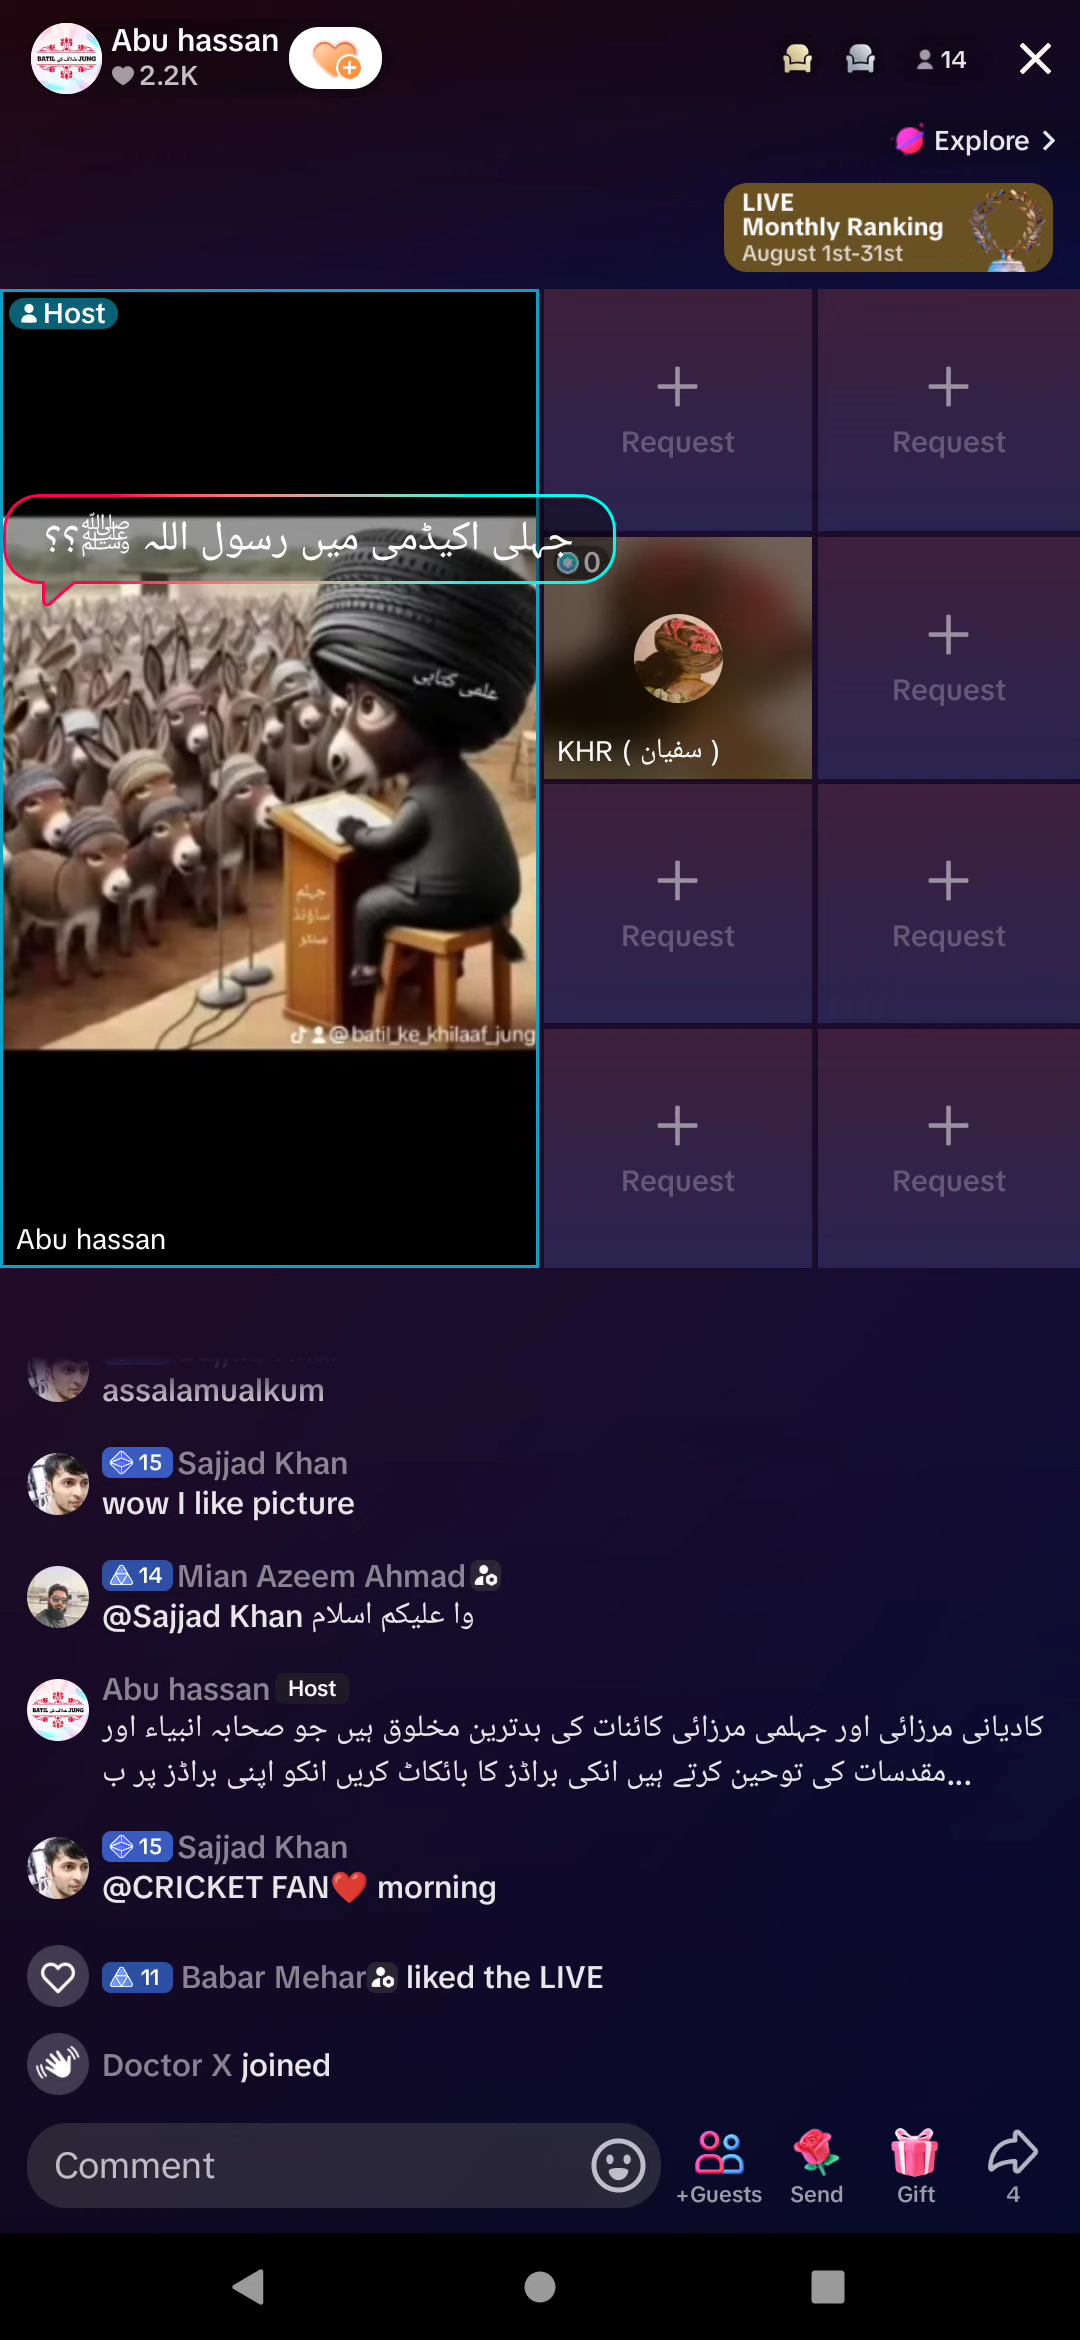 Abu hassan
2.2K
14
Explore
LIVE
Monthly Ranking
August 1st-31st
Host
Request
Request
جہلی اکیڈمی میں رسول اللہ ﷺ؟؟
0
علمی کتابی
KHR ( سفیان )
Request
جہلم
ساؤنڈ
سنٹر
@batil_ke_khilaaf_jung
Request
Request
Request
Request
Abu hassan
assalamualkum
15 Sajjad Khan
wow I like picture
14 Mian Azeem Ahmad
@Sajjad Khan وا علیکم اسلام
Abu hassan Host
کادیانی مرزائی اور جہلمی مرزائی کائنات کی بدترین مخلوق ہیں جو صحابہ انبیاء اور
مقدسات کی توحین کرتے ہیں انکی براڈز کا بائکاٹ کریں انکو اپنی براڈز پر ب...
15 Sajjad Khan
@CRICKET FAN❤️ morning
11 Babar Mehar liked the LIVE
Doctor X joined
Comment
+Guests
Send
Gift
4